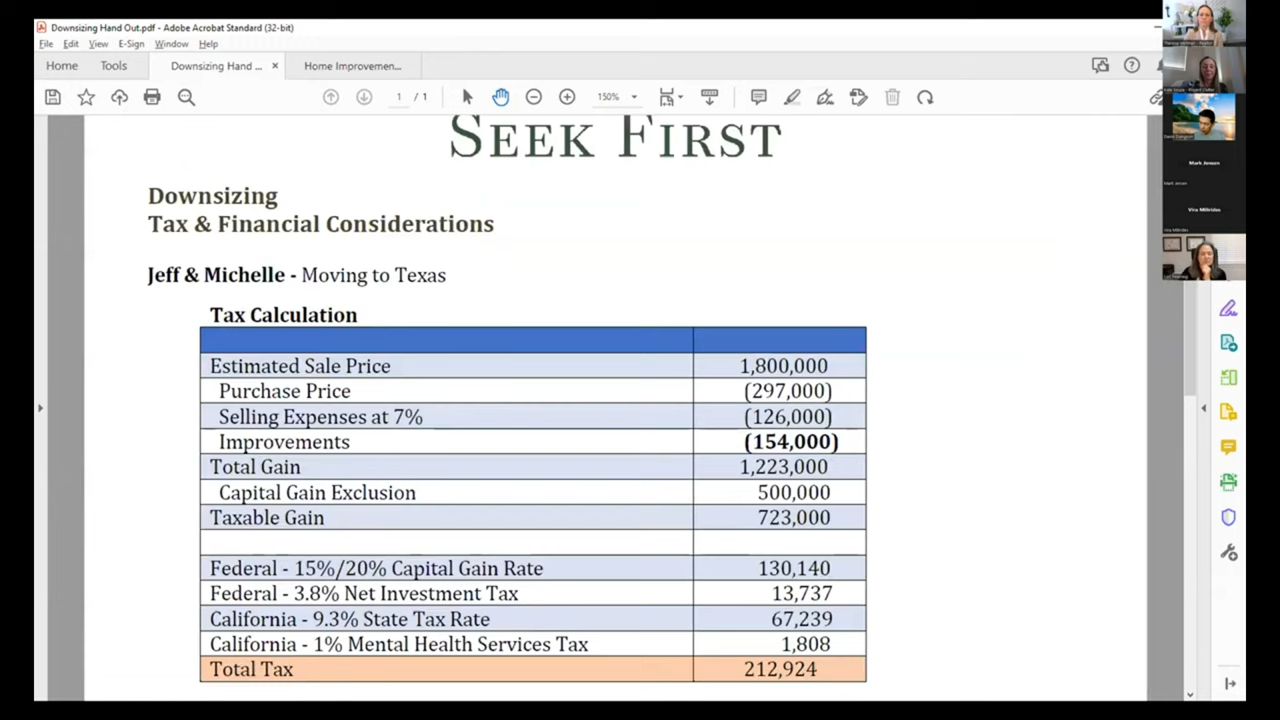 Downsizing Hand Out.pdf - Adobe Acrobat Standard (32-bit)
File Edit View E-Sign Window Help
Home Tools Downsizing Hand ... × Home Improvemen...
1 / 1 150%
SEEK FIRST
Downsizing
Tax & Financial Considerations
Jeff & Michelle - Moving to Texas
Tax Calculation
Estimated Sale Price 1,800,000
Purchase Price (297,000)
Selling Expenses at 7% (126,000)
Improvements (154,000)
Total Gain 1,223,000
Capital Gain Exclusion 500,000
Taxable Gain 723,000
Federal - 15%/20% Capital Gain Rate 130,140
Federal - 3.8% Net Investment Tax 13,737
California - 9.3% State Tax Rate 67,239
California - 1% Mental Health Services Tax 1,808
Total Tax 212,924
Mark Jensen
Mark Jensen
Vira Millirides